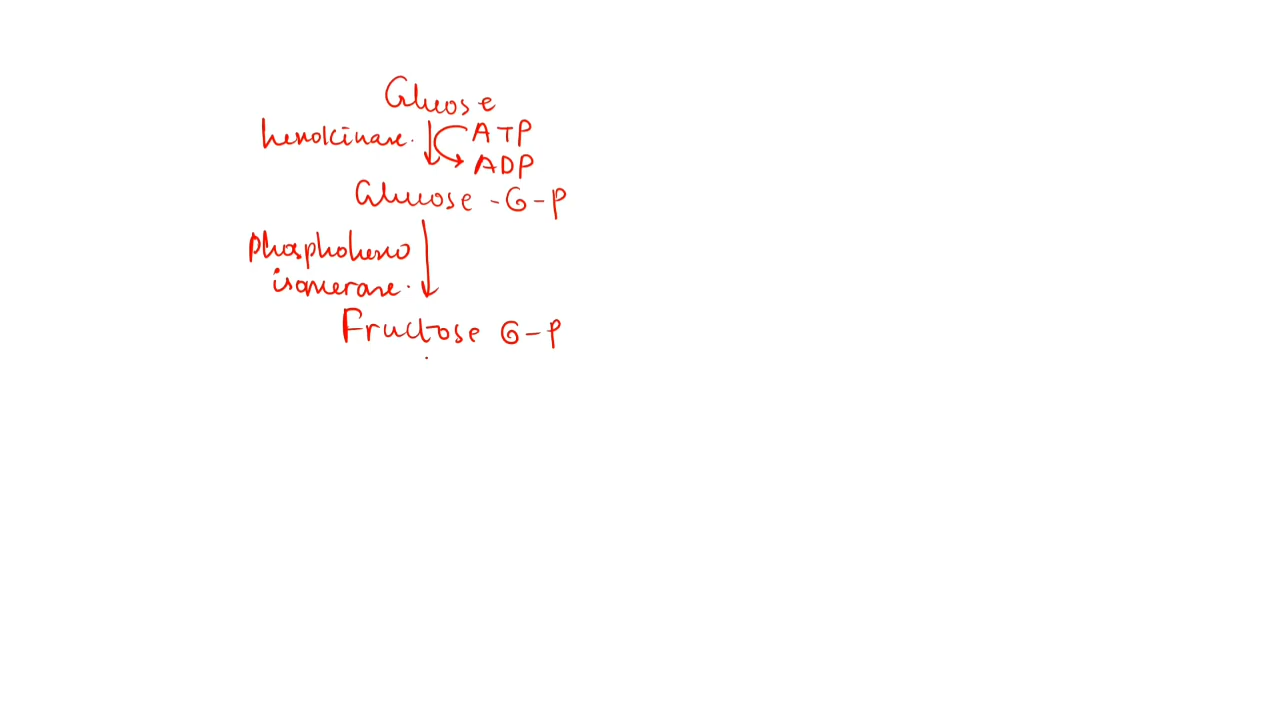 Glucose
hexokinase. ATP
ADP
Glucose -6-P
Phosphohexo
isomerase.
Fructose 6-P